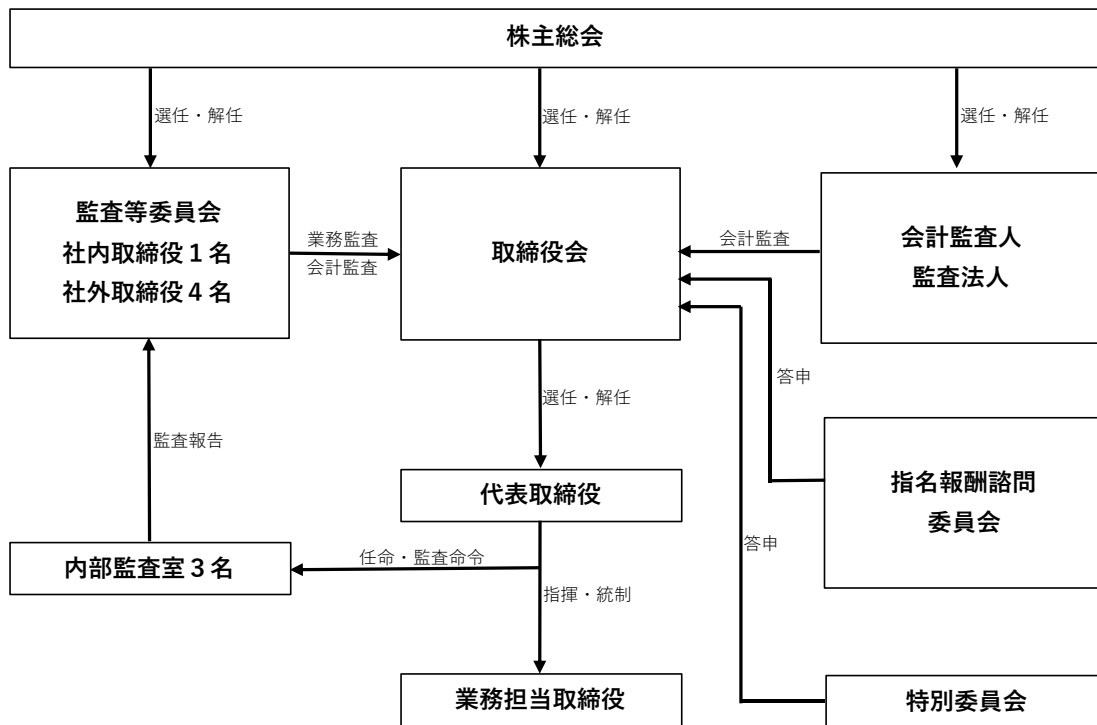 株主総会
選任・解任
選任・解任
選任・解任
監査等委員会
社内取締役1名
社外取締役4名
業務監査
会計監査
取締役会
会計監査
会計監査人
監査法人
答申
選任・解任
監査報告
指名報酬諮問
委員会
代表取締役
答申
内部監査室3名
任命・監査命令
指揮・統制
業務担当取締役
特別委員会